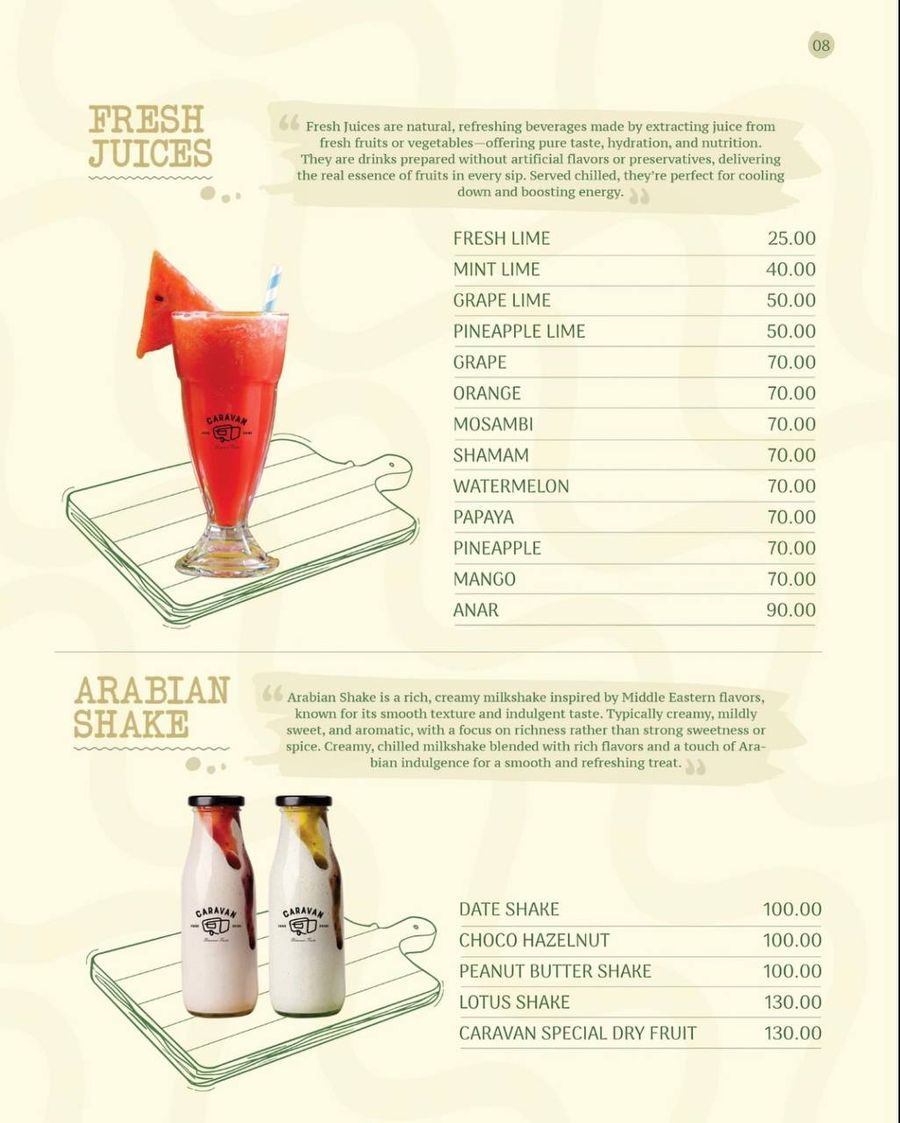 08
FRESH
JUICES
“ Fresh Juices are natural, refreshing beverages made by extracting juice from
fresh fruits or vegetables—offering pure taste, hydration, and nutrition.
They are drinks prepared without artificial flavors or preservatives, delivering
the real essence of fruits in every sip. Served chilled, they're perfect for cooling
down and boosting energy. ”
FRESH LIME 25.00
MINT LIME 40.00
GRAPE LIME 50.00
PINEAPPLE LIME 50.00
GRAPE 70.00
ORANGE 70.00
MOSAMBI 70.00
SHAMAM 70.00
WATERMELON 70.00
PAPAYA 70.00
PINEAPPLE 70.00
MANGO 70.00
ANAR 90.00
CARAVAN
ARABIAN
SHAKE
“ Arabian Shake is a rich, creamy milkshake inspired by Middle Eastern flavors,
known for its smooth texture and indulgent taste. Typically creamy, mildly
sweet, and aromatic, with a focus on richness rather than strong sweetness or
spice. Creamy, chilled milkshake blended with rich flavors and a touch of Ara-
bian indulgence for a smooth and refreshing treat. ”
CARAVAN
CARAVAN
DATE SHAKE 100.00
CHOCO HAZELNUT 100.00
PEANUT BUTTER SHAKE 100.00
LOTUS SHAKE 130.00
CARAVAN SPECIAL DRY FRUIT 130.00